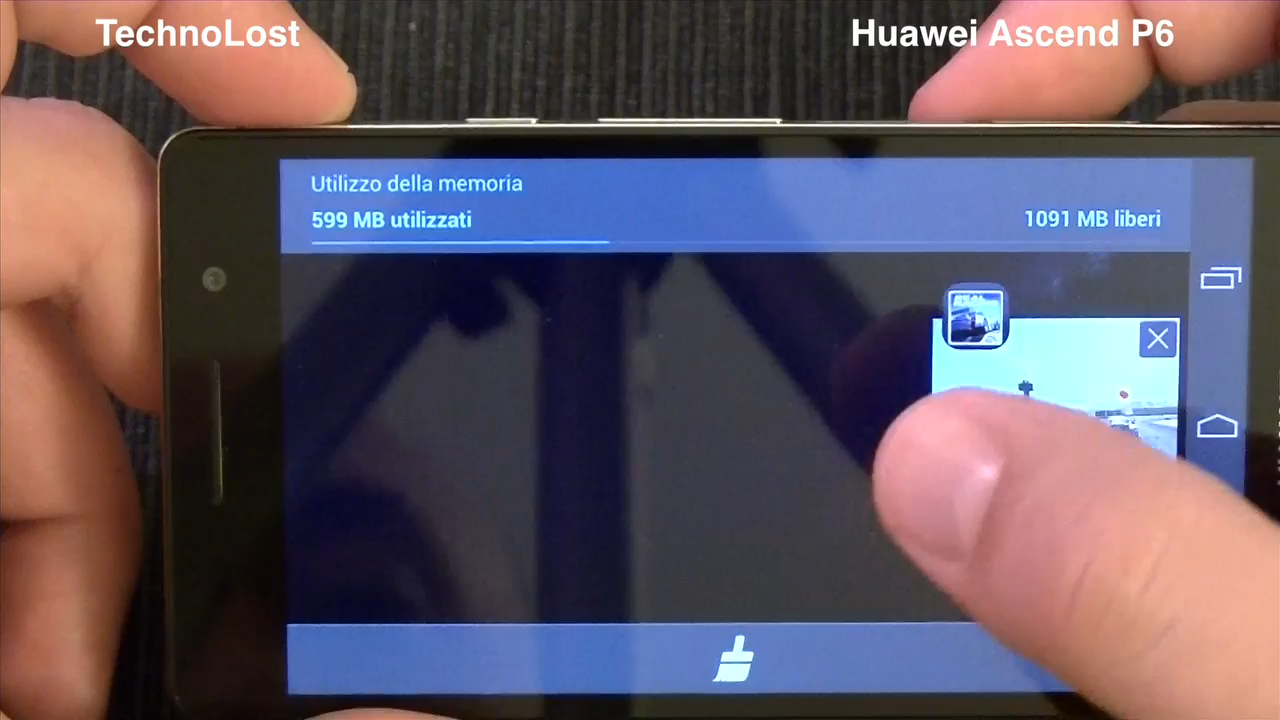 TechnoLost
Huawei Ascend P6
Utilizzo della memoria
599 MB utilizzati
1091 MB liberi